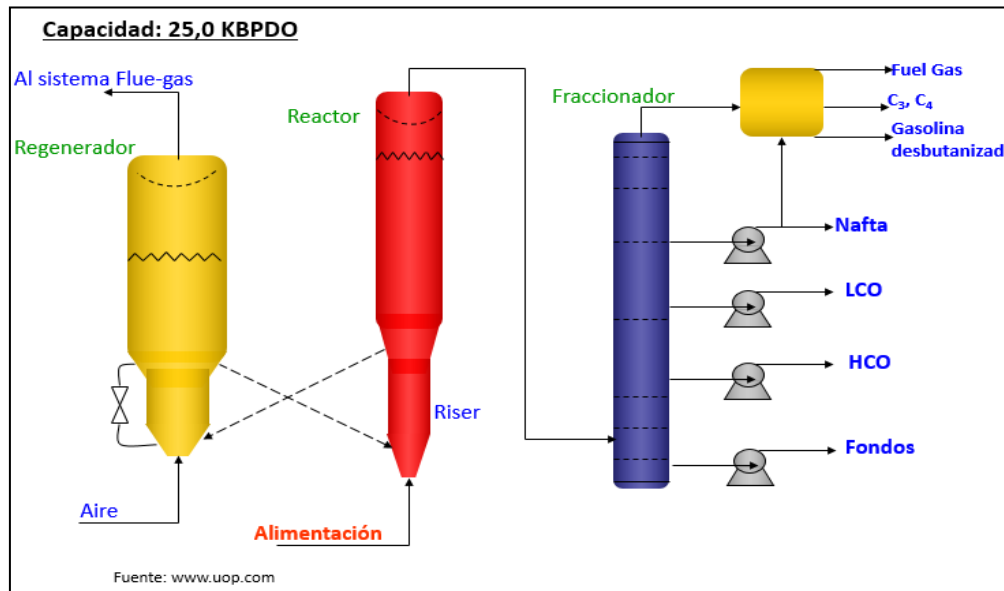 Capacidad: 25,0 KBPDO
Al sistema Flue-gas
Regenerador
Reactor
Fraccionador
Fuel Gas
C₃, C₄
Gasolina
desbutanizad
Nafta
LCO
HCO
Riser
Fondos
Aire
Alimentación
Fuente: www.uop.com